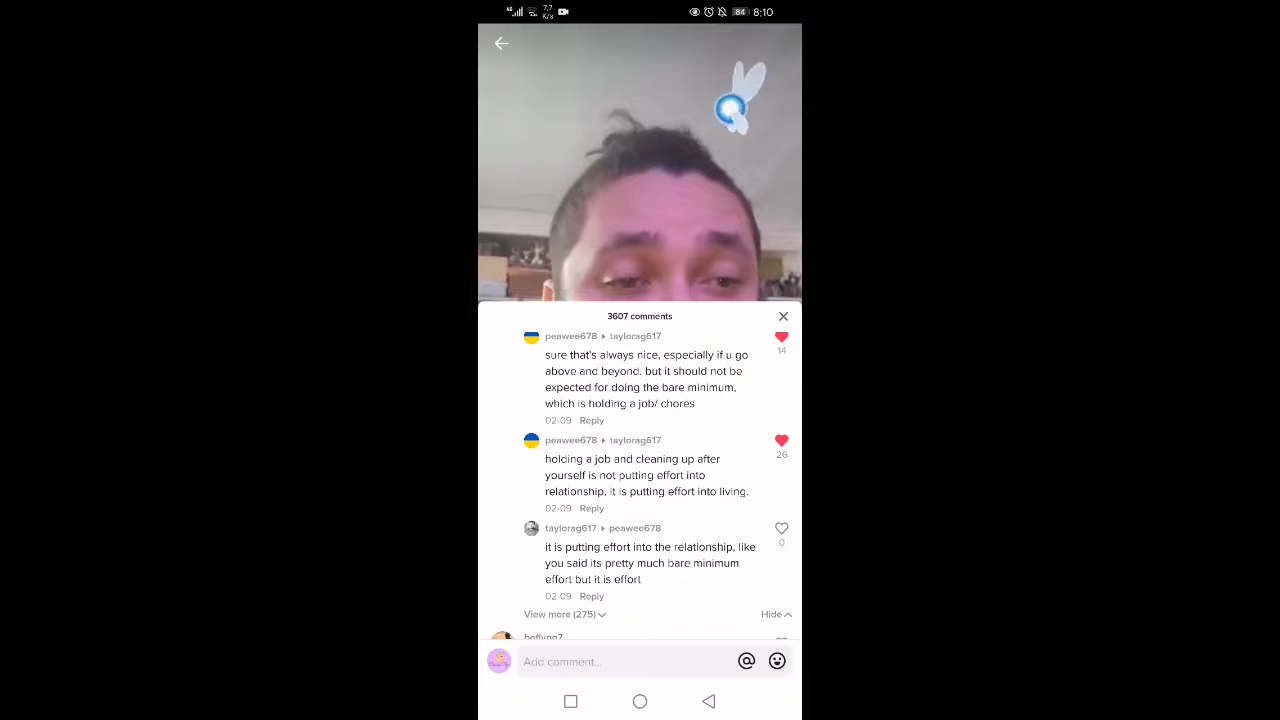 7,7
K/s
84
8:10
3607 comments
peawee678 taylorag617
sure that's always nice, especially if u go
above and beyond. but it should not be
expected for doing the bare minimum,
which is holding a job/ chores
14
02-09 Reply
peawee678 taylorag617
holding a job and cleaning up after
yourself is not putting effort into
relationship, it is putting effort into living.
26
02-09 Reply
taylorag617 peawee678
it is putting effort into the relationship, like
you said its pretty much bare minimum
effort but it is effort
0
02-09 Reply
View more (275) Hide
Add comment...